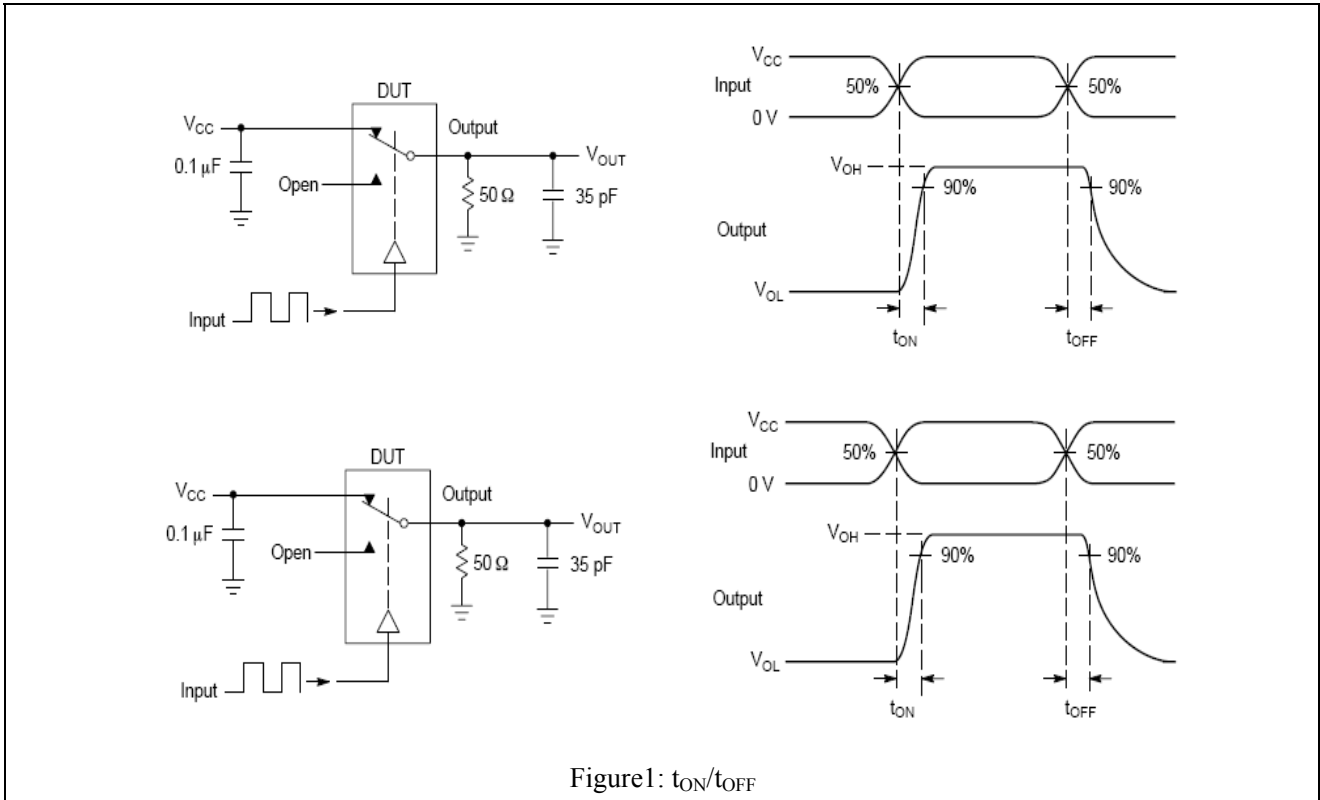 DUT
V_CC
Output
0.1 μF
V_OUT
Open
50 Ω
35 pF
Input
V_CC
Input
50%
50%
0 V
V_OH
90%
90%
Output
V_OL
t_ON
t_OFF
DUT
V_CC
Output
0.1 μF
V_OUT
Open
50 Ω
35 pF
Input
V_CC
Input
50%
50%
0 V
V_OH
90%
90%
Output
V_OL
t_ON
t_OFF
Figure1: t_ON/t_OFF